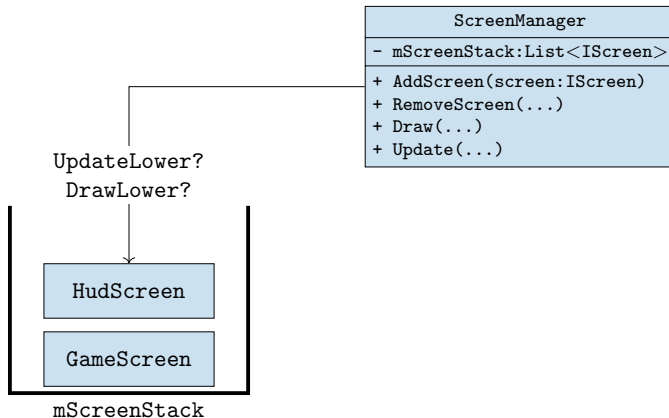 ScreenManager
- mScreenStack:List<IScreen>
+ AddScreen(screen:IScreen)
+ RemoveScreen(...)
+ Draw(...)
+ Update(...)
UpdateLower?
DrawLower?
HudScreen
GameScreen
mScreenStack